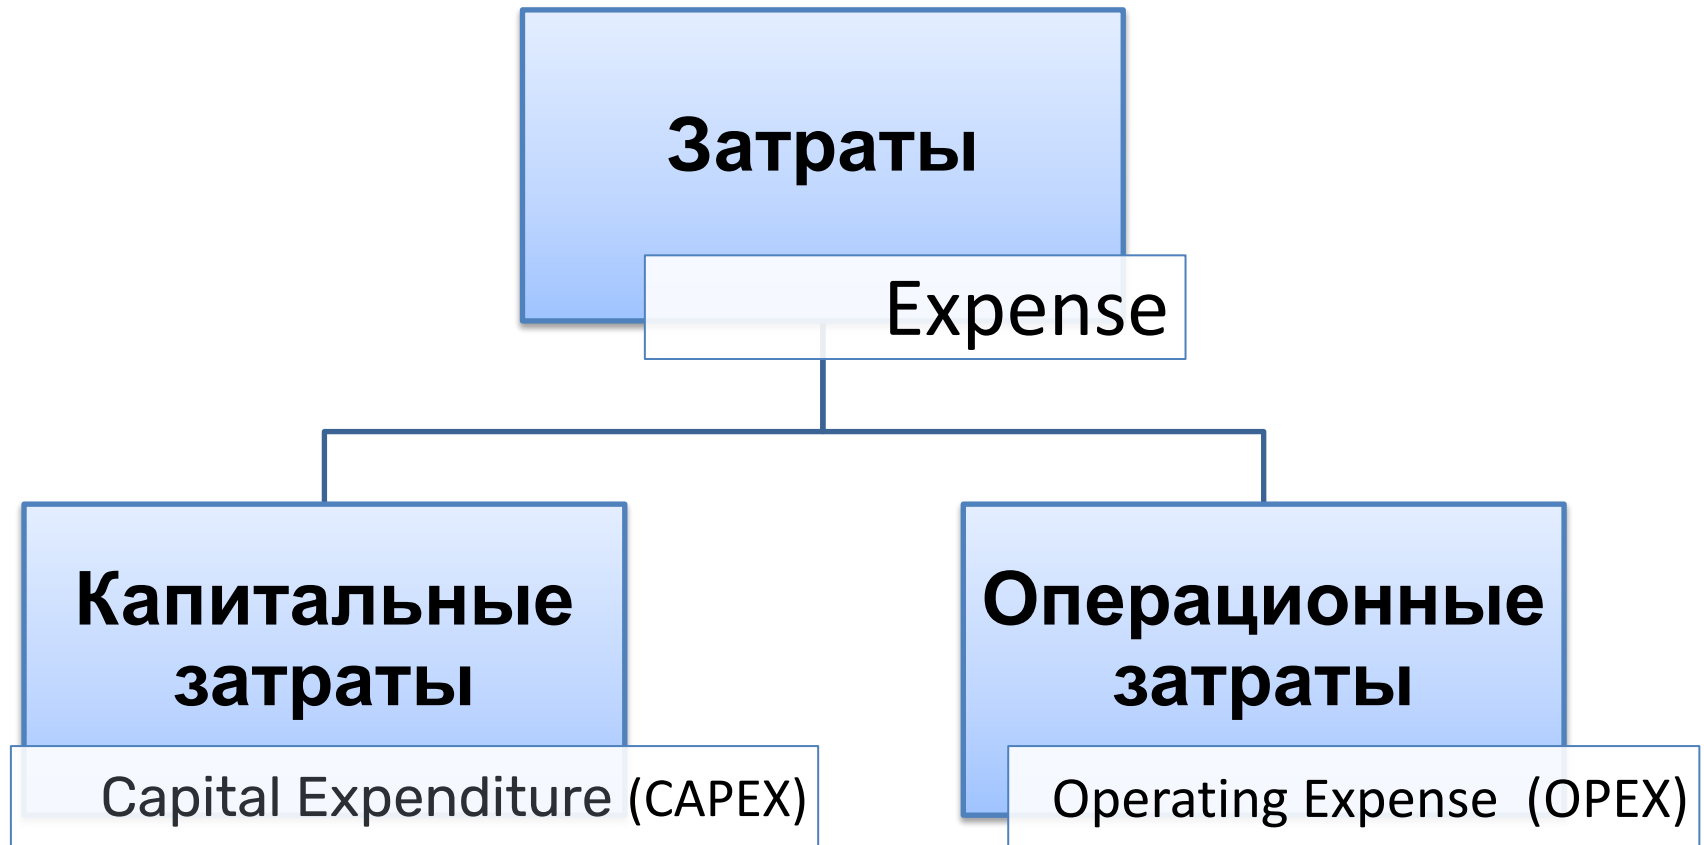 Затраты
Expense
Капитальные
затраты
Capital Expenditure (CAPEX)
Операционные
затраты
Operating Expense (OPEX)